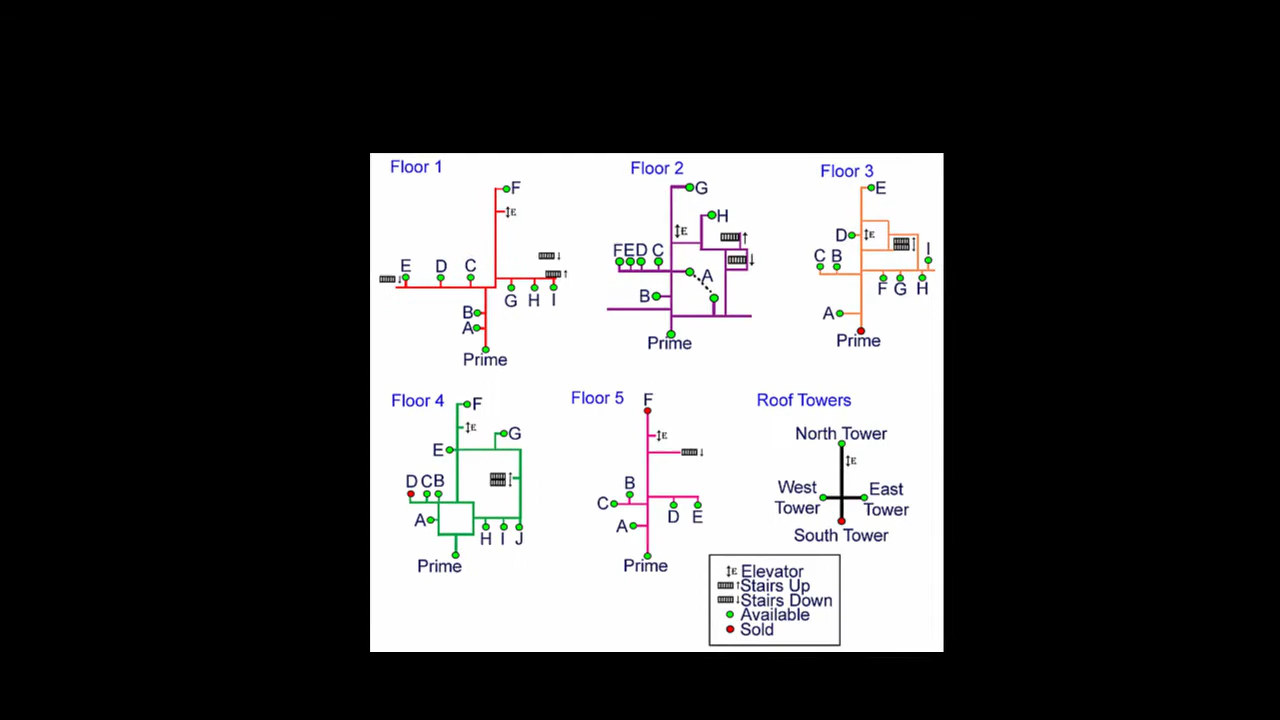 Floor 1
F
E
E
D
C
G
H
I
B
A
Prime
Floor 2
G
H
E
F
E
D
C
A
B
Prime
Floor 3
E
D
E
C
B
I
F
G
H
A
Prime
Floor 4
F
E
G
E
D
C
B
A
H
I
J
Prime
Floor 5
F
E
B
C
A
D
E
Prime
Roof Towers
North Tower
E
West
Tower
East
Tower
South Tower
E Elevator
Stairs Up
Stairs Down
Available
Sold